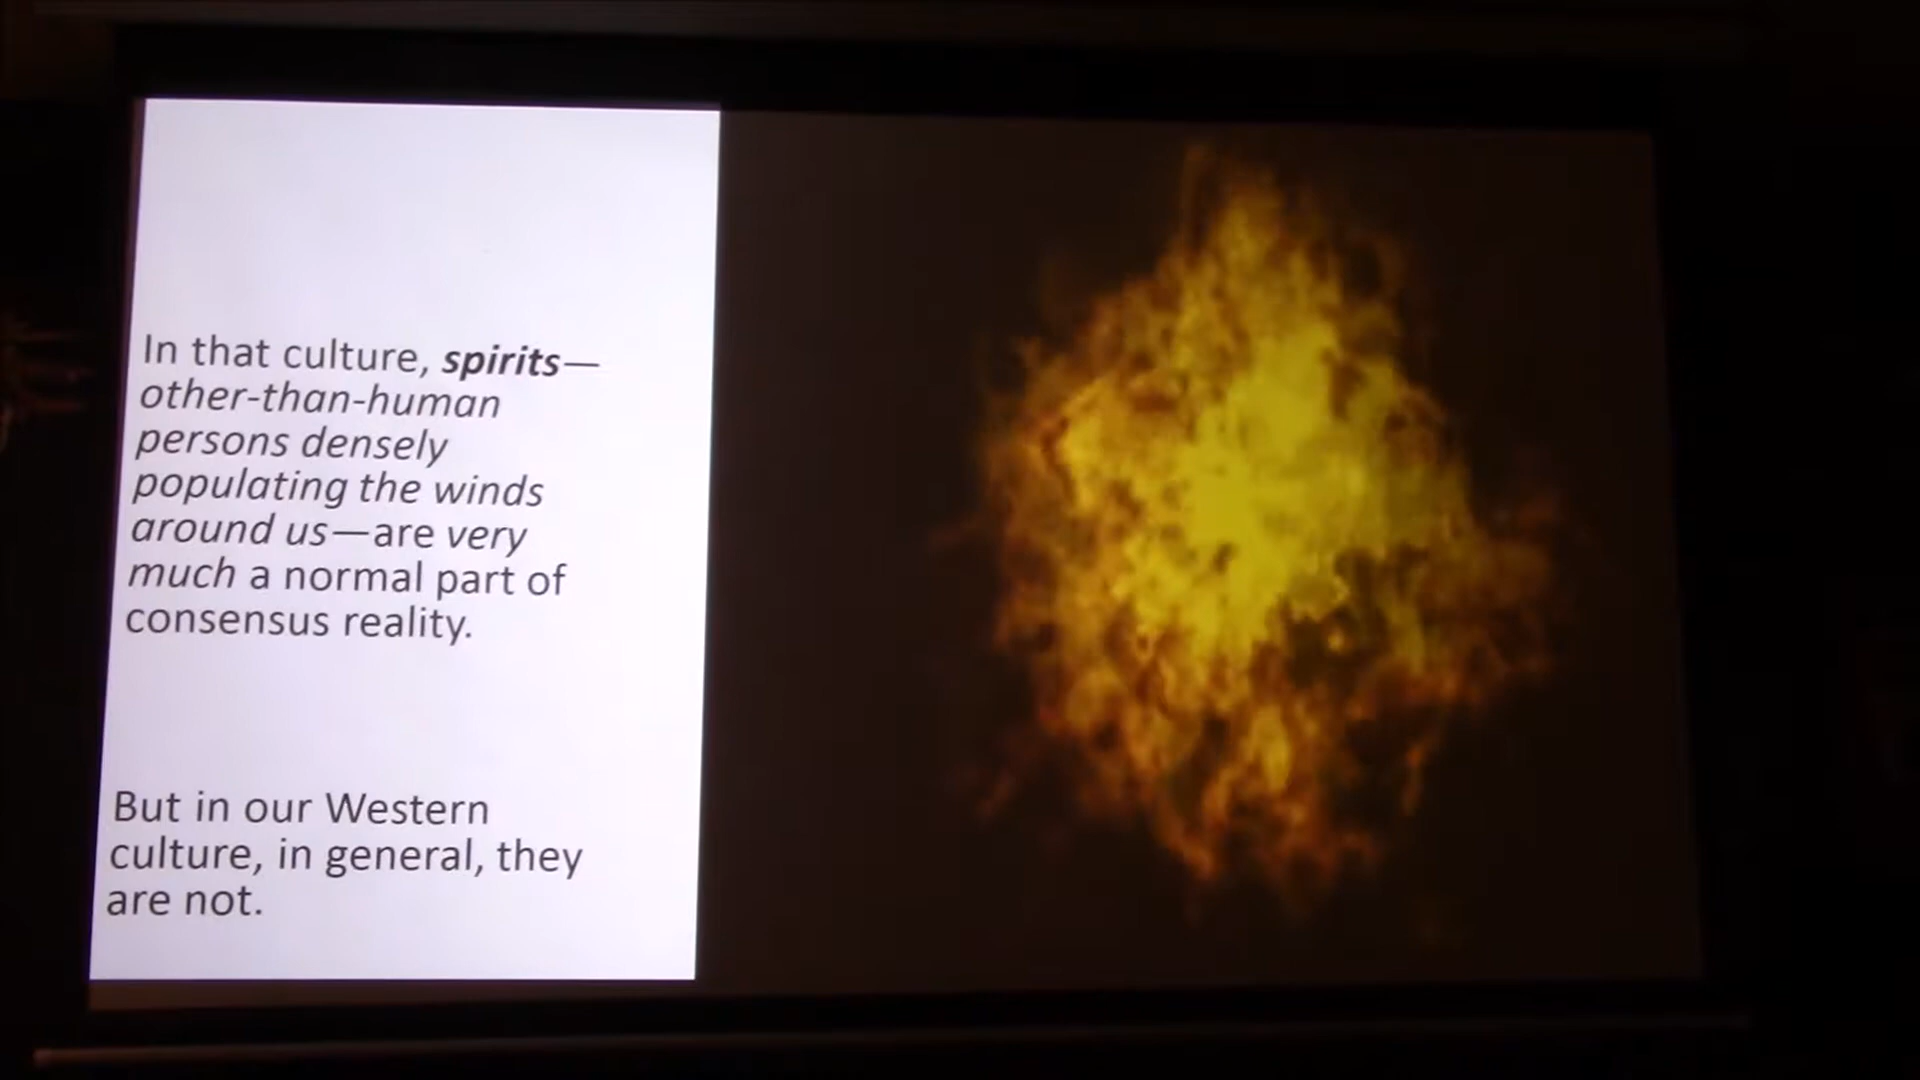 In that culture, spirits—
other-than-human
persons densely
populating the winds
around us—are very
much a normal part of
consensus reality.
But in our Western
culture, in general, they
are not.